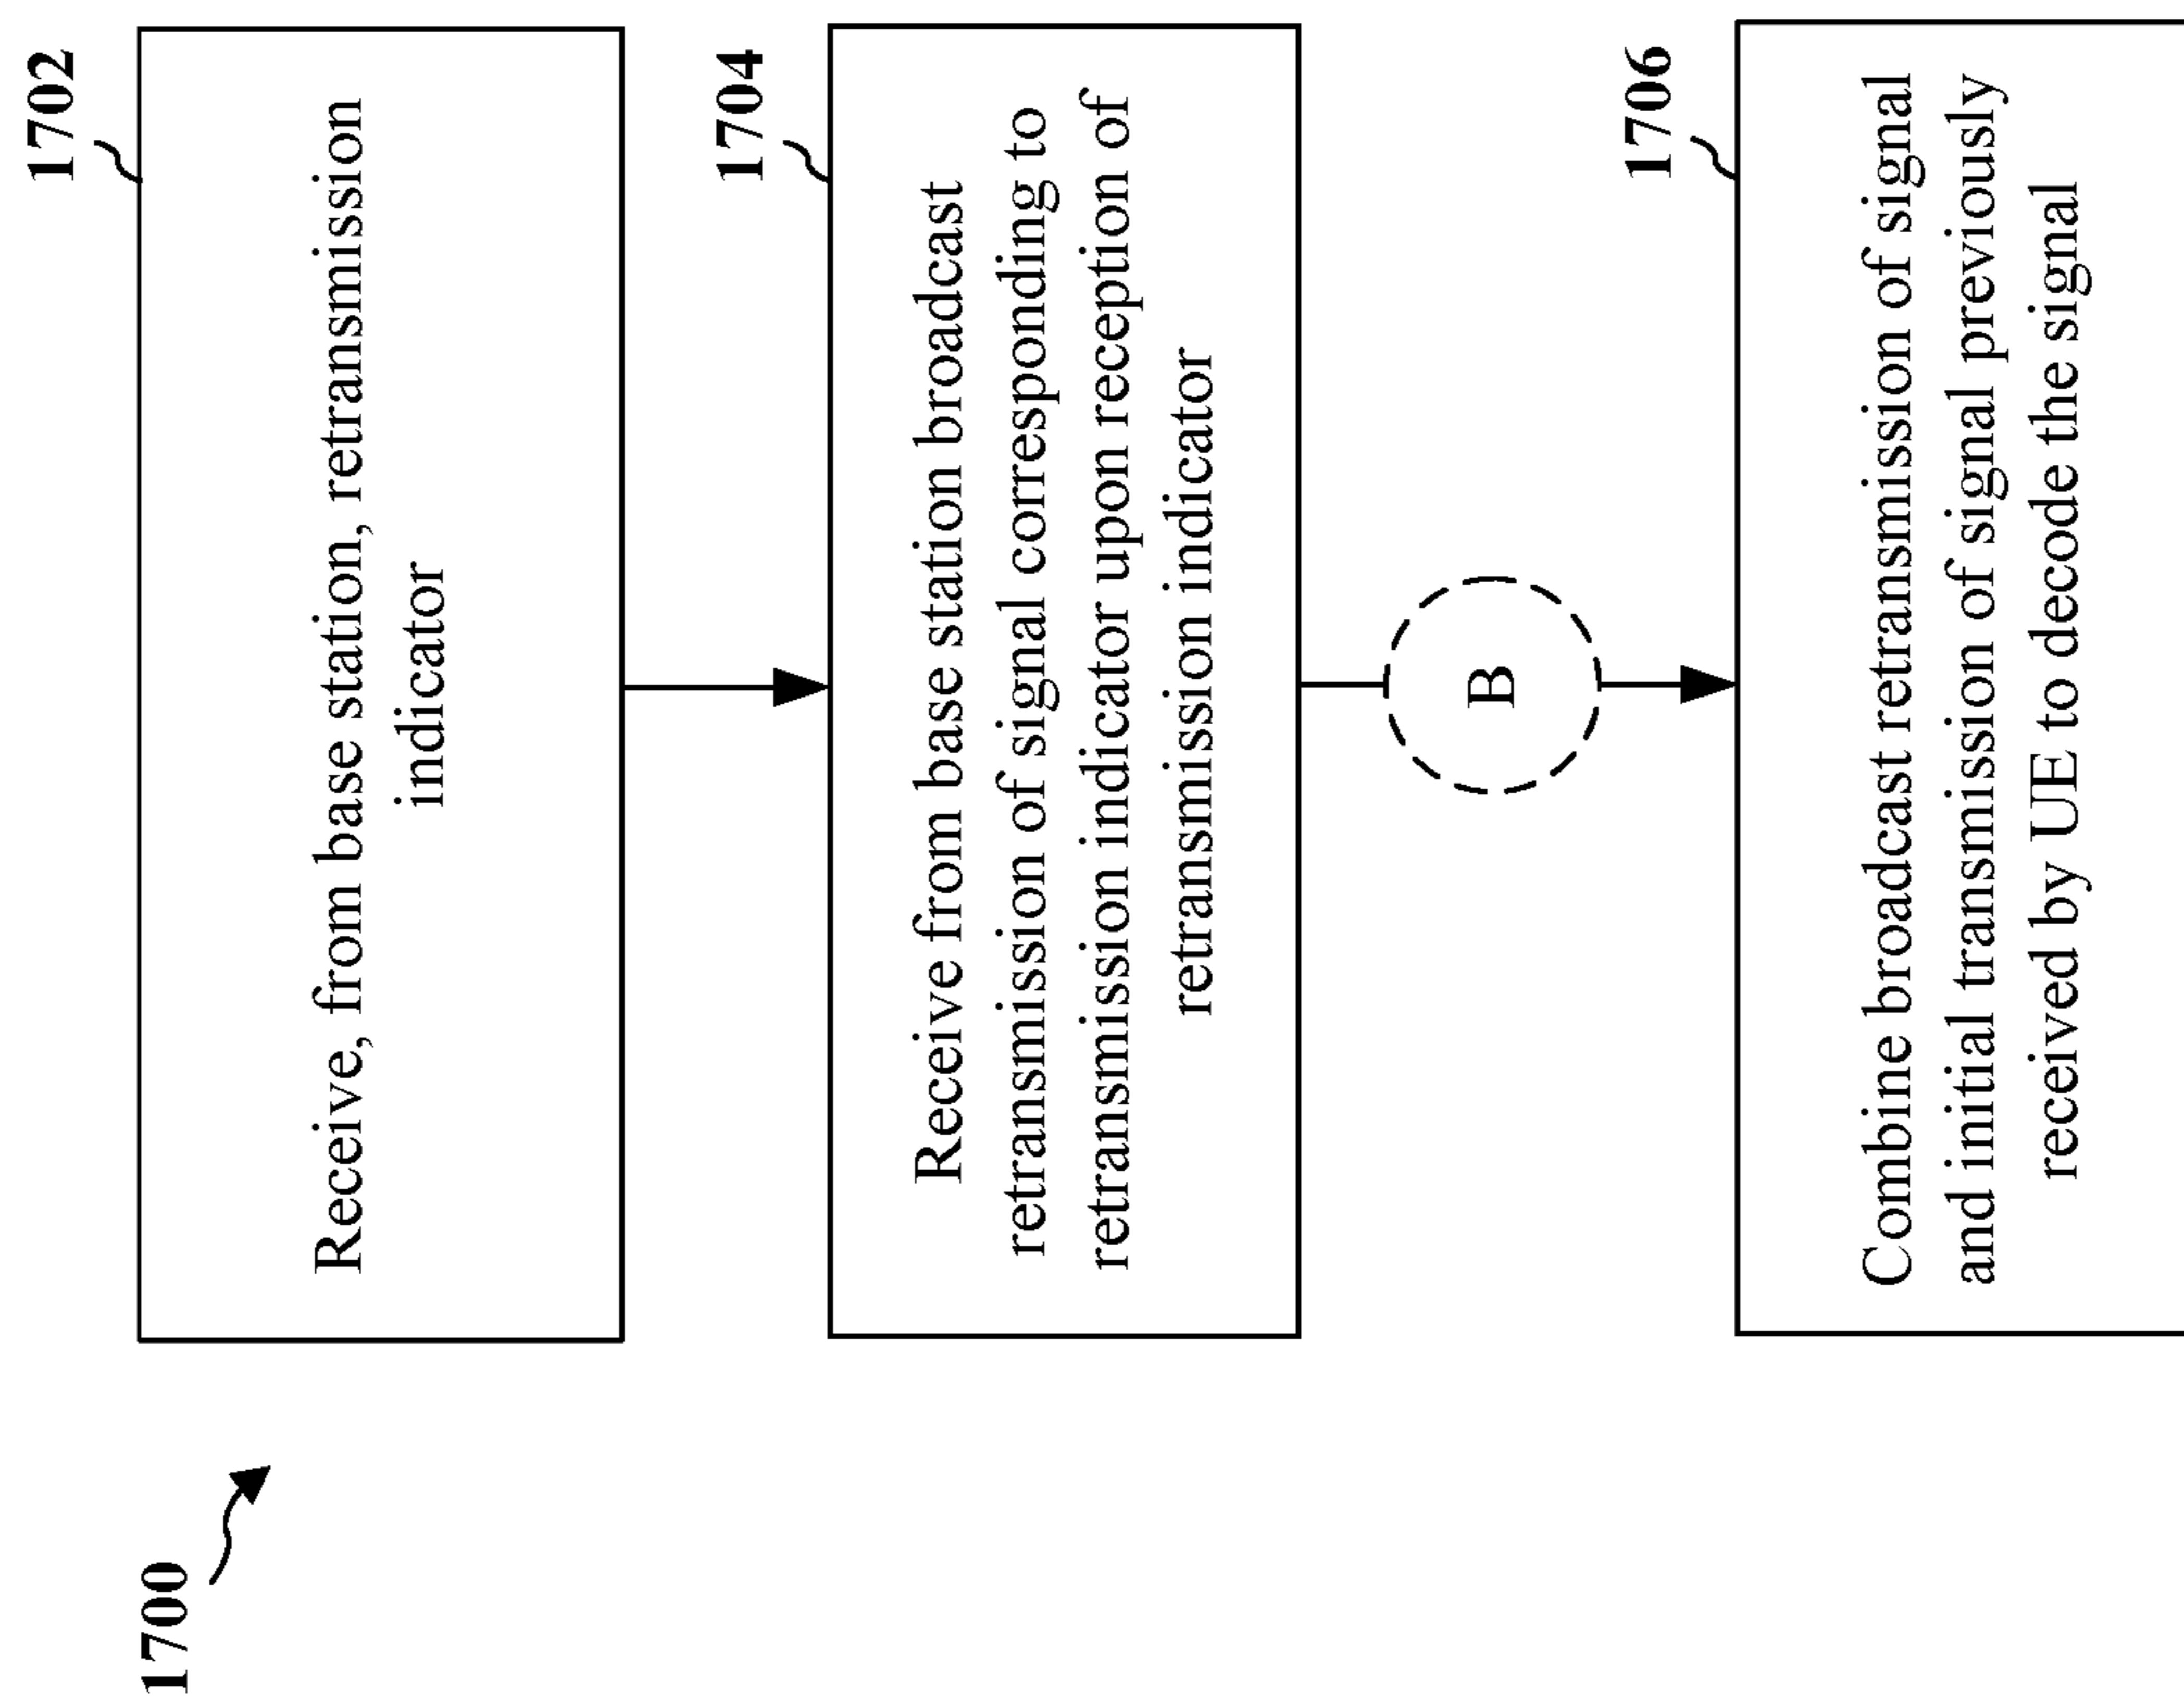 1700
1702
Receive, from base station, retransmission
indicator
1704
Receive from base station broadcast
retransmission of signal corresponding to
retransmission indicator upon reception of
retransmission indicator
B
1706
Combine broadcast retransmission of signal
and initial transmission of signal previously
received by UE to decode the signal